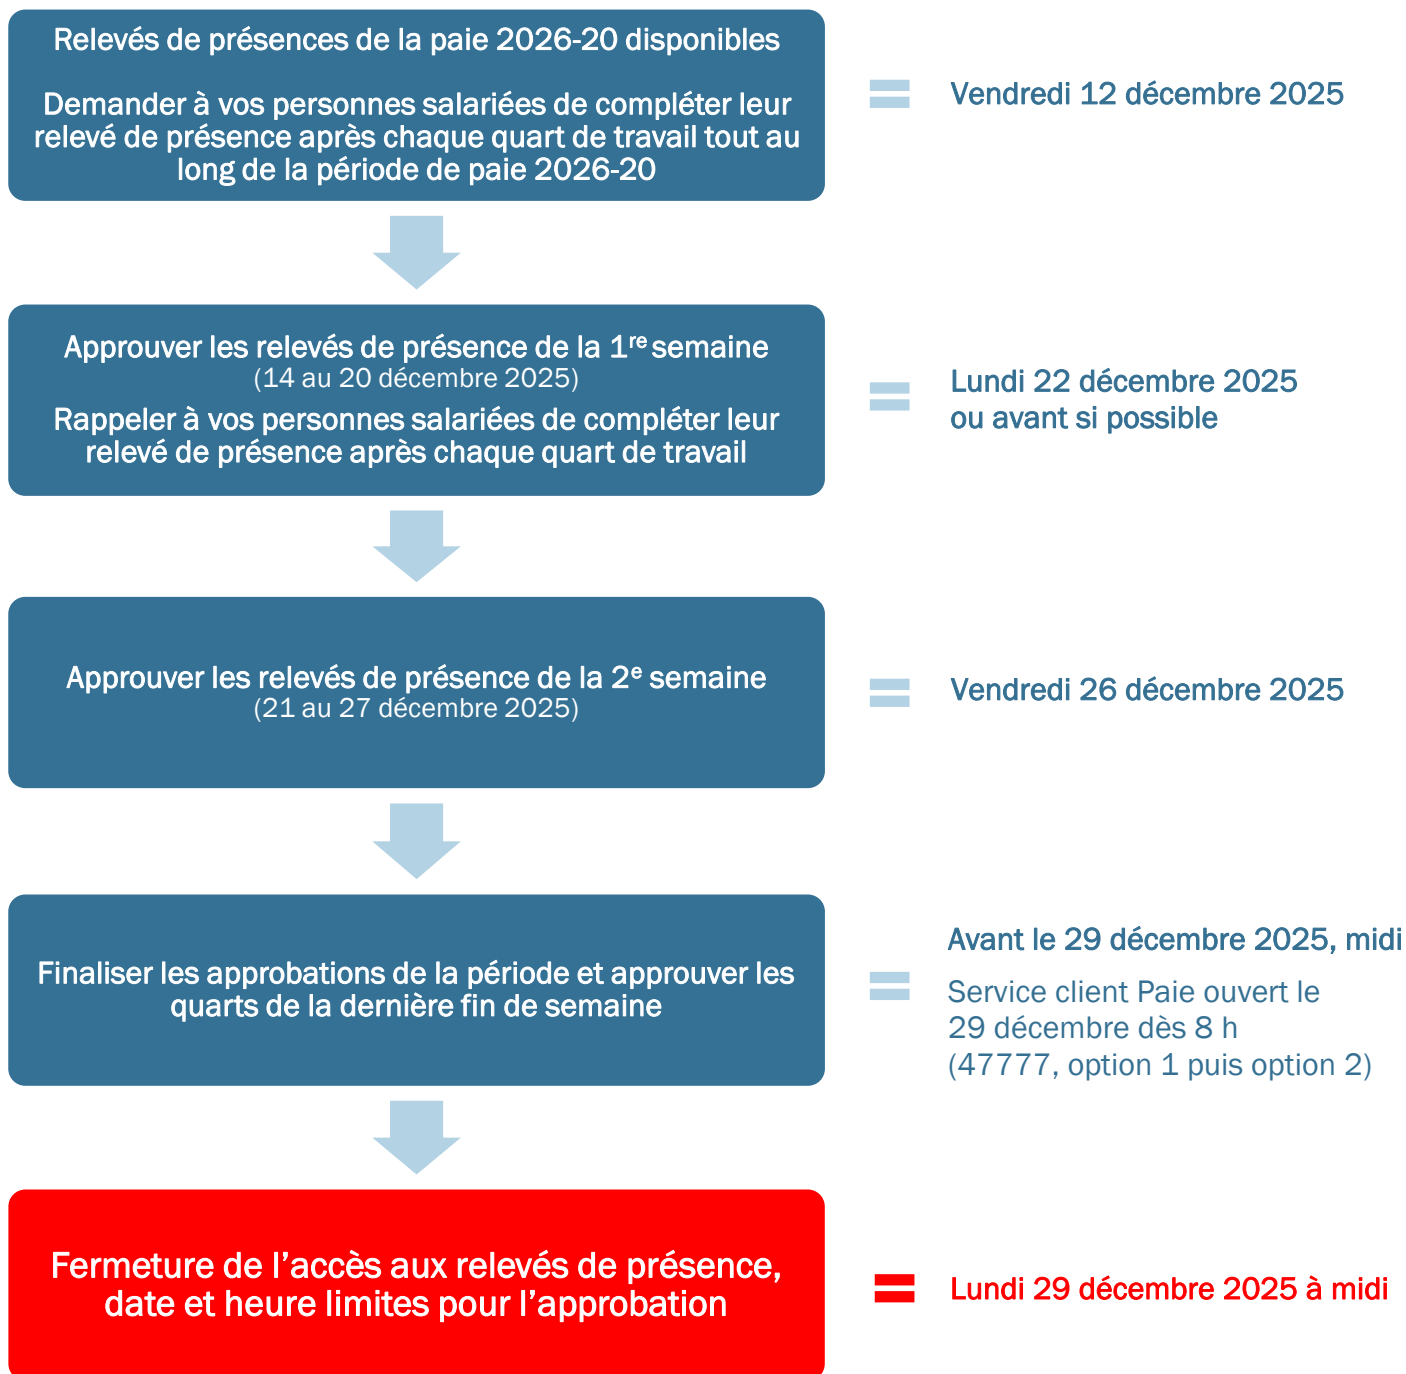 Relevés de présences de la paie 2026-20 disponibles
Demander à vos personnes salariées de compléter leur
relevé de présence après chaque quart de travail tout au
long de la période de paie 2026-20
Vendredi 12 décembre 2025
Approuver les relevés de présence de la 1re semaine
(14 au 20 décembre 2025)
Rappeler à vos personnes salariées de compléter leur
relevé de présence après chaque quart de travail
Lundi 22 décembre 2025
ou avant si possible
Approuver les relevés de présence de la 2e semaine
(21 au 27 décembre 2025)
Vendredi 26 décembre 2025
Finaliser les approbations de la période et approuver les
quarts de la dernière fin de semaine
Avant le 29 décembre 2025, midi
Service client Paie ouvert le
29 décembre dès 8 h
(47777, option 1 puis option 2)
Fermeture de l’accès aux relevés de présence,
date et heure limites pour l’approbation
Lundi 29 décembre 2025 à midi